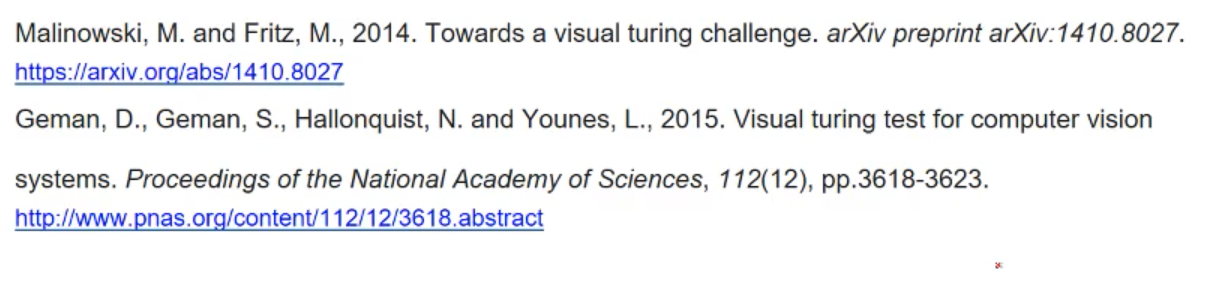 Malinowski, M. and Fritz, M., 2014. Towards a visual turing challenge. arXiv preprint arXiv:1410.8027.
https://arxiv.org/abs/1410.8027
Geman, D., Geman, S., Hallonquist, N. and Younes, L., 2015. Visual turing test for computer vision
systems. Proceedings of the National Academy of Sciences, 112(12), pp.3618-3623.
http://www.pnas.org/content/112/12/3618.abstract